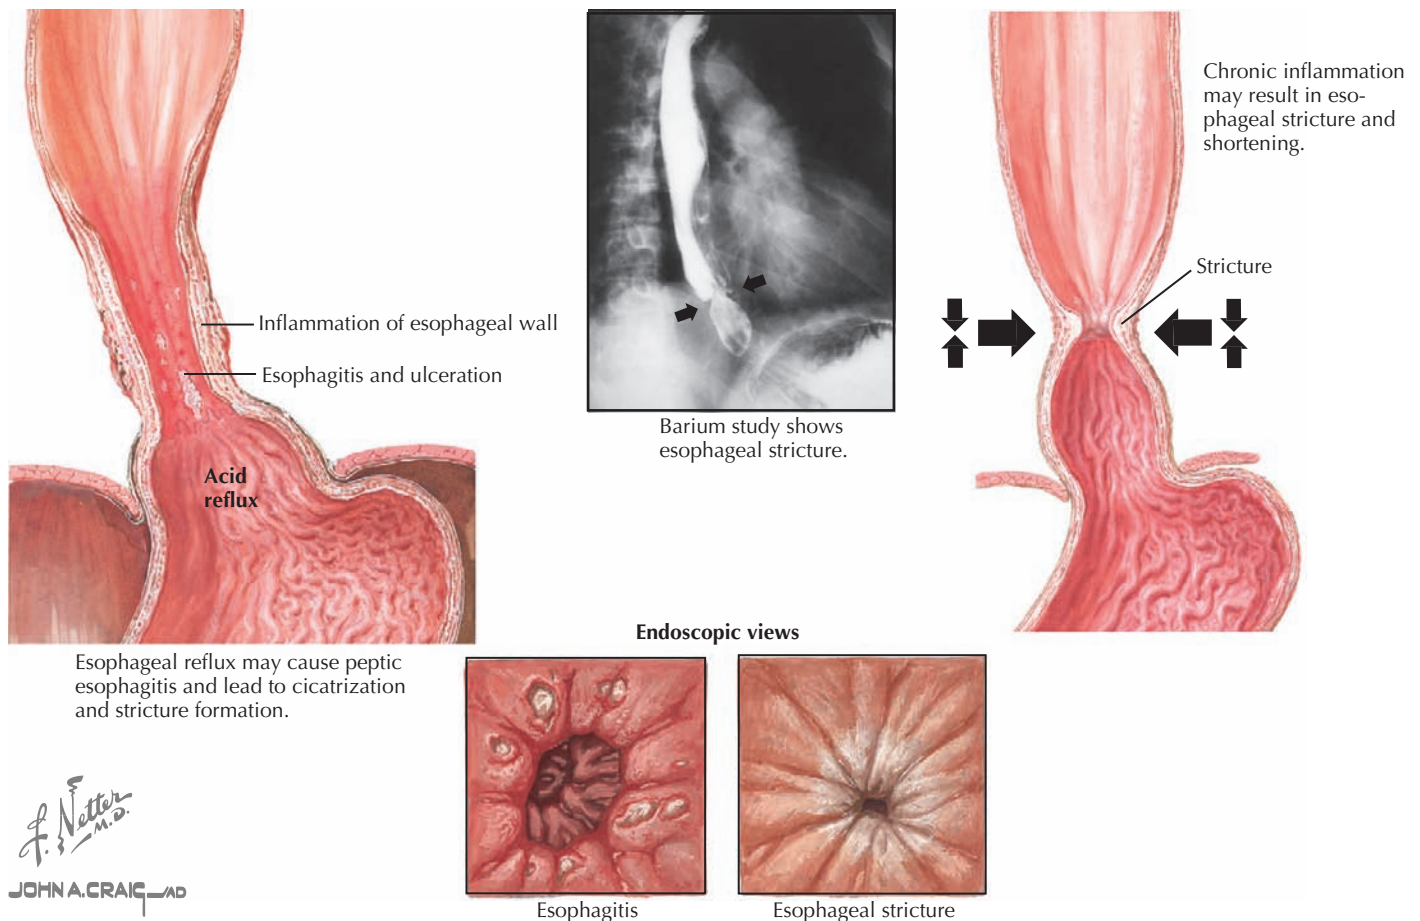 Chronic inflammation
may result in eso-
phageal stricture and
shortening.
Stricture
Inflammation of esophageal wall
Esophagitis and ulceration
Acid
reflux
Barium study shows
esophageal stricture.
Esophageal reflux may cause peptic
esophagitis and lead to cicatrization
and stricture formation.
Endoscopic views
Esophagitis
Esophageal stricture
F. Netter
M.D.
JOHN A. CRAIG—AD